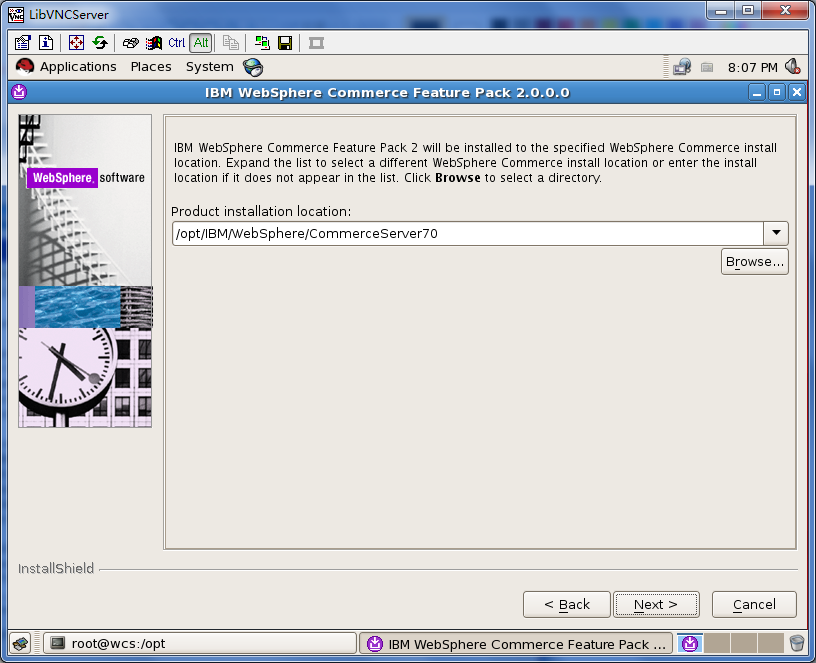 LibVNCServer
Ctrl Alt
Applications Places System 8:07 PM
IBM WebSphere Commerce Feature Pack 2.0.0.0
IBM WebSphere Commerce Feature Pack 2 will be installed to the specified WebSphere Commerce install
location. Expand the list to select a different WebSphere Commerce install location or enter the install
location if it does not appear in the list. Click Browse to select a directory.
WebSphere. software
Product installation location:
/opt/IBM/WebSphere/CommerceServer70
Browse...
InstallShield
< Back Next > Cancel
root@wcs:/opt IBM WebSphere Commerce Feature Pack ...